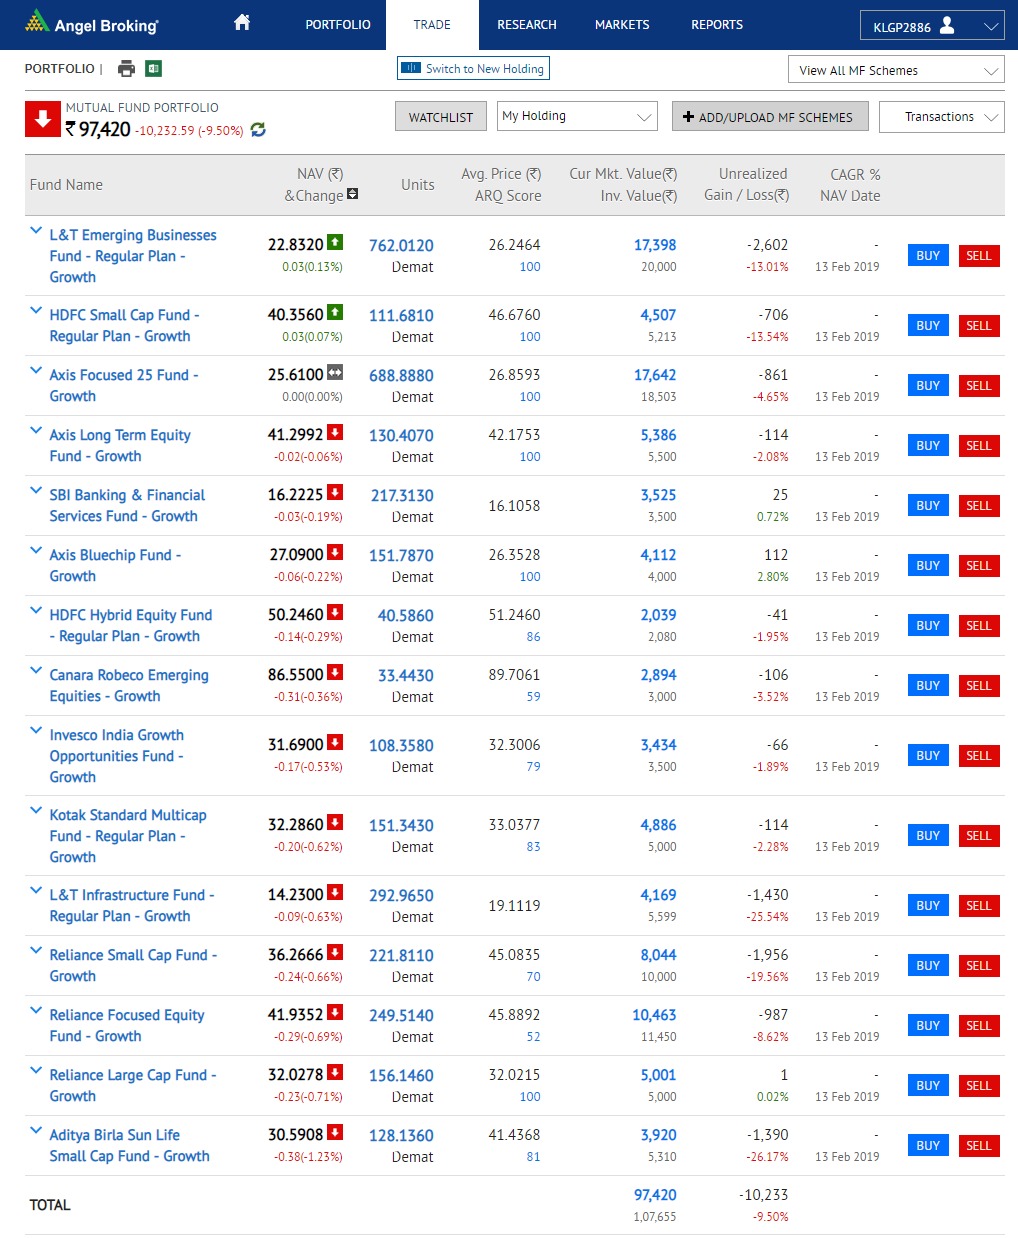 Angel Broking
PORTFOLIO TRADE RESEARCH MARKETS REPORTS KLGP2886
PORTFOLIO | Switch to New Holding View All MF Schemes
MUTUAL FUND PORTFOLIO
₹ 97,420 -10,232.59 (-9.50%) WATCHLIST My Holding ADD/UPLOAD MF SCHEMES Transactions
Fund Name NAV (₹) &Change Units Avg. Price (₹) ARQ Score Cur Mkt. Value(₹) Inv. Value(₹) Unrealized Gain / Loss(₹) CAGR % NAV Date
L&T Emerging Businesses 22.8320 762.0120 26.2464 17,398 -2,602 -
Fund - Regular Plan - 0.03(0.13%) Demat 100 20,000 -13.01% 13 Feb 2019 BUY SELL
Growth
HDFC Small Cap Fund - 40.3560 111.6810 46.6760 4,507 -706 -
Regular Plan - Growth 0.03(0.07%) Demat 100 5,213 -13.54% 13 Feb 2019 BUY SELL
Axis Focused 25 Fund - 25.6100 688.8880 26.8593 17,642 -861 -
Growth 0.00(0.00%) Demat 100 18,503 -4.65% 13 Feb 2019 BUY SELL
Axis Long Term Equity 41.2992 130.4070 42.1753 5,386 -114 -
Fund - Growth -0.02(-0.06%) Demat 100 5,500 -2.08% 13 Feb 2019 BUY SELL
SBI Banking & Financial 16.2225 217.3130 16.1058 3,525 25 -
Services Fund - Growth -0.03(-0.19%) Demat 3,500 0.72% 13 Feb 2019 BUY SELL
Axis Bluechip Fund - 27.0900 151.7870 26.3528 4,112 112 -
Growth -0.06(-0.22%) Demat 100 4,000 2.80% 13 Feb 2019 BUY SELL
HDFC Hybrid Equity Fund 50.2460 40.5860 51.2460 2,039 -41 -
- Regular Plan - Growth -0.14(-0.29%) Demat 86 2,080 -1.95% 13 Feb 2019 BUY SELL
Canara Robeco Emerging 86.5500 33.4430 89.7061 2,894 -106 -
Equities - Growth -0.31(-0.36%) Demat 59 3,000 -3.52% 13 Feb 2019 BUY SELL
Invesco India Growth 31.6900 108.3580 32.3006 3,434 -66 -
Opportunities Fund - -0.17(-0.53%) Demat 79 3,500 -1.89% 13 Feb 2019 BUY SELL
Growth
Kotak Standard Multicap 32.2860 151.3430 33.0377 4,886 -114 -
Fund - Regular Plan - -0.20(-0.62%) Demat 83 5,000 -2.28% 13 Feb 2019 BUY SELL
Growth
L&T Infrastructure Fund - 14.2300 292.9650 19.1119 4,169 -1,430 -
Regular Plan - Growth -0.09(-0.63%) Demat 5,599 -25.54% 13 Feb 2019 BUY SELL
Reliance Small Cap Fund - 36.2666 221.8110 45.0835 8,044 -1,956 -
Growth -0.24(-0.66%) Demat 70 10,000 -19.56% 13 Feb 2019 BUY SELL
Reliance Focused Equity 41.9352 249.5140 45.8892 10,463 -987 -
Fund - Growth -0.29(-0.69%) Demat 52 11,450 -8.62% 13 Feb 2019 BUY SELL
Reliance Large Cap Fund - 32.0278 156.1460 32.0215 5,001 1 -
Growth -0.23(-0.71%) Demat 100 5,000 0.02% 13 Feb 2019 BUY SELL
Aditya Birla Sun Life 30.5908 128.1360 41.4368 3,920 -1,390 -
Small Cap Fund - Growth -0.38(-1.23%) Demat 81 5,310 -26.17% 13 Feb 2019 BUY SELL
TOTAL 97,420 -10,233
1,07,655 -9.50%